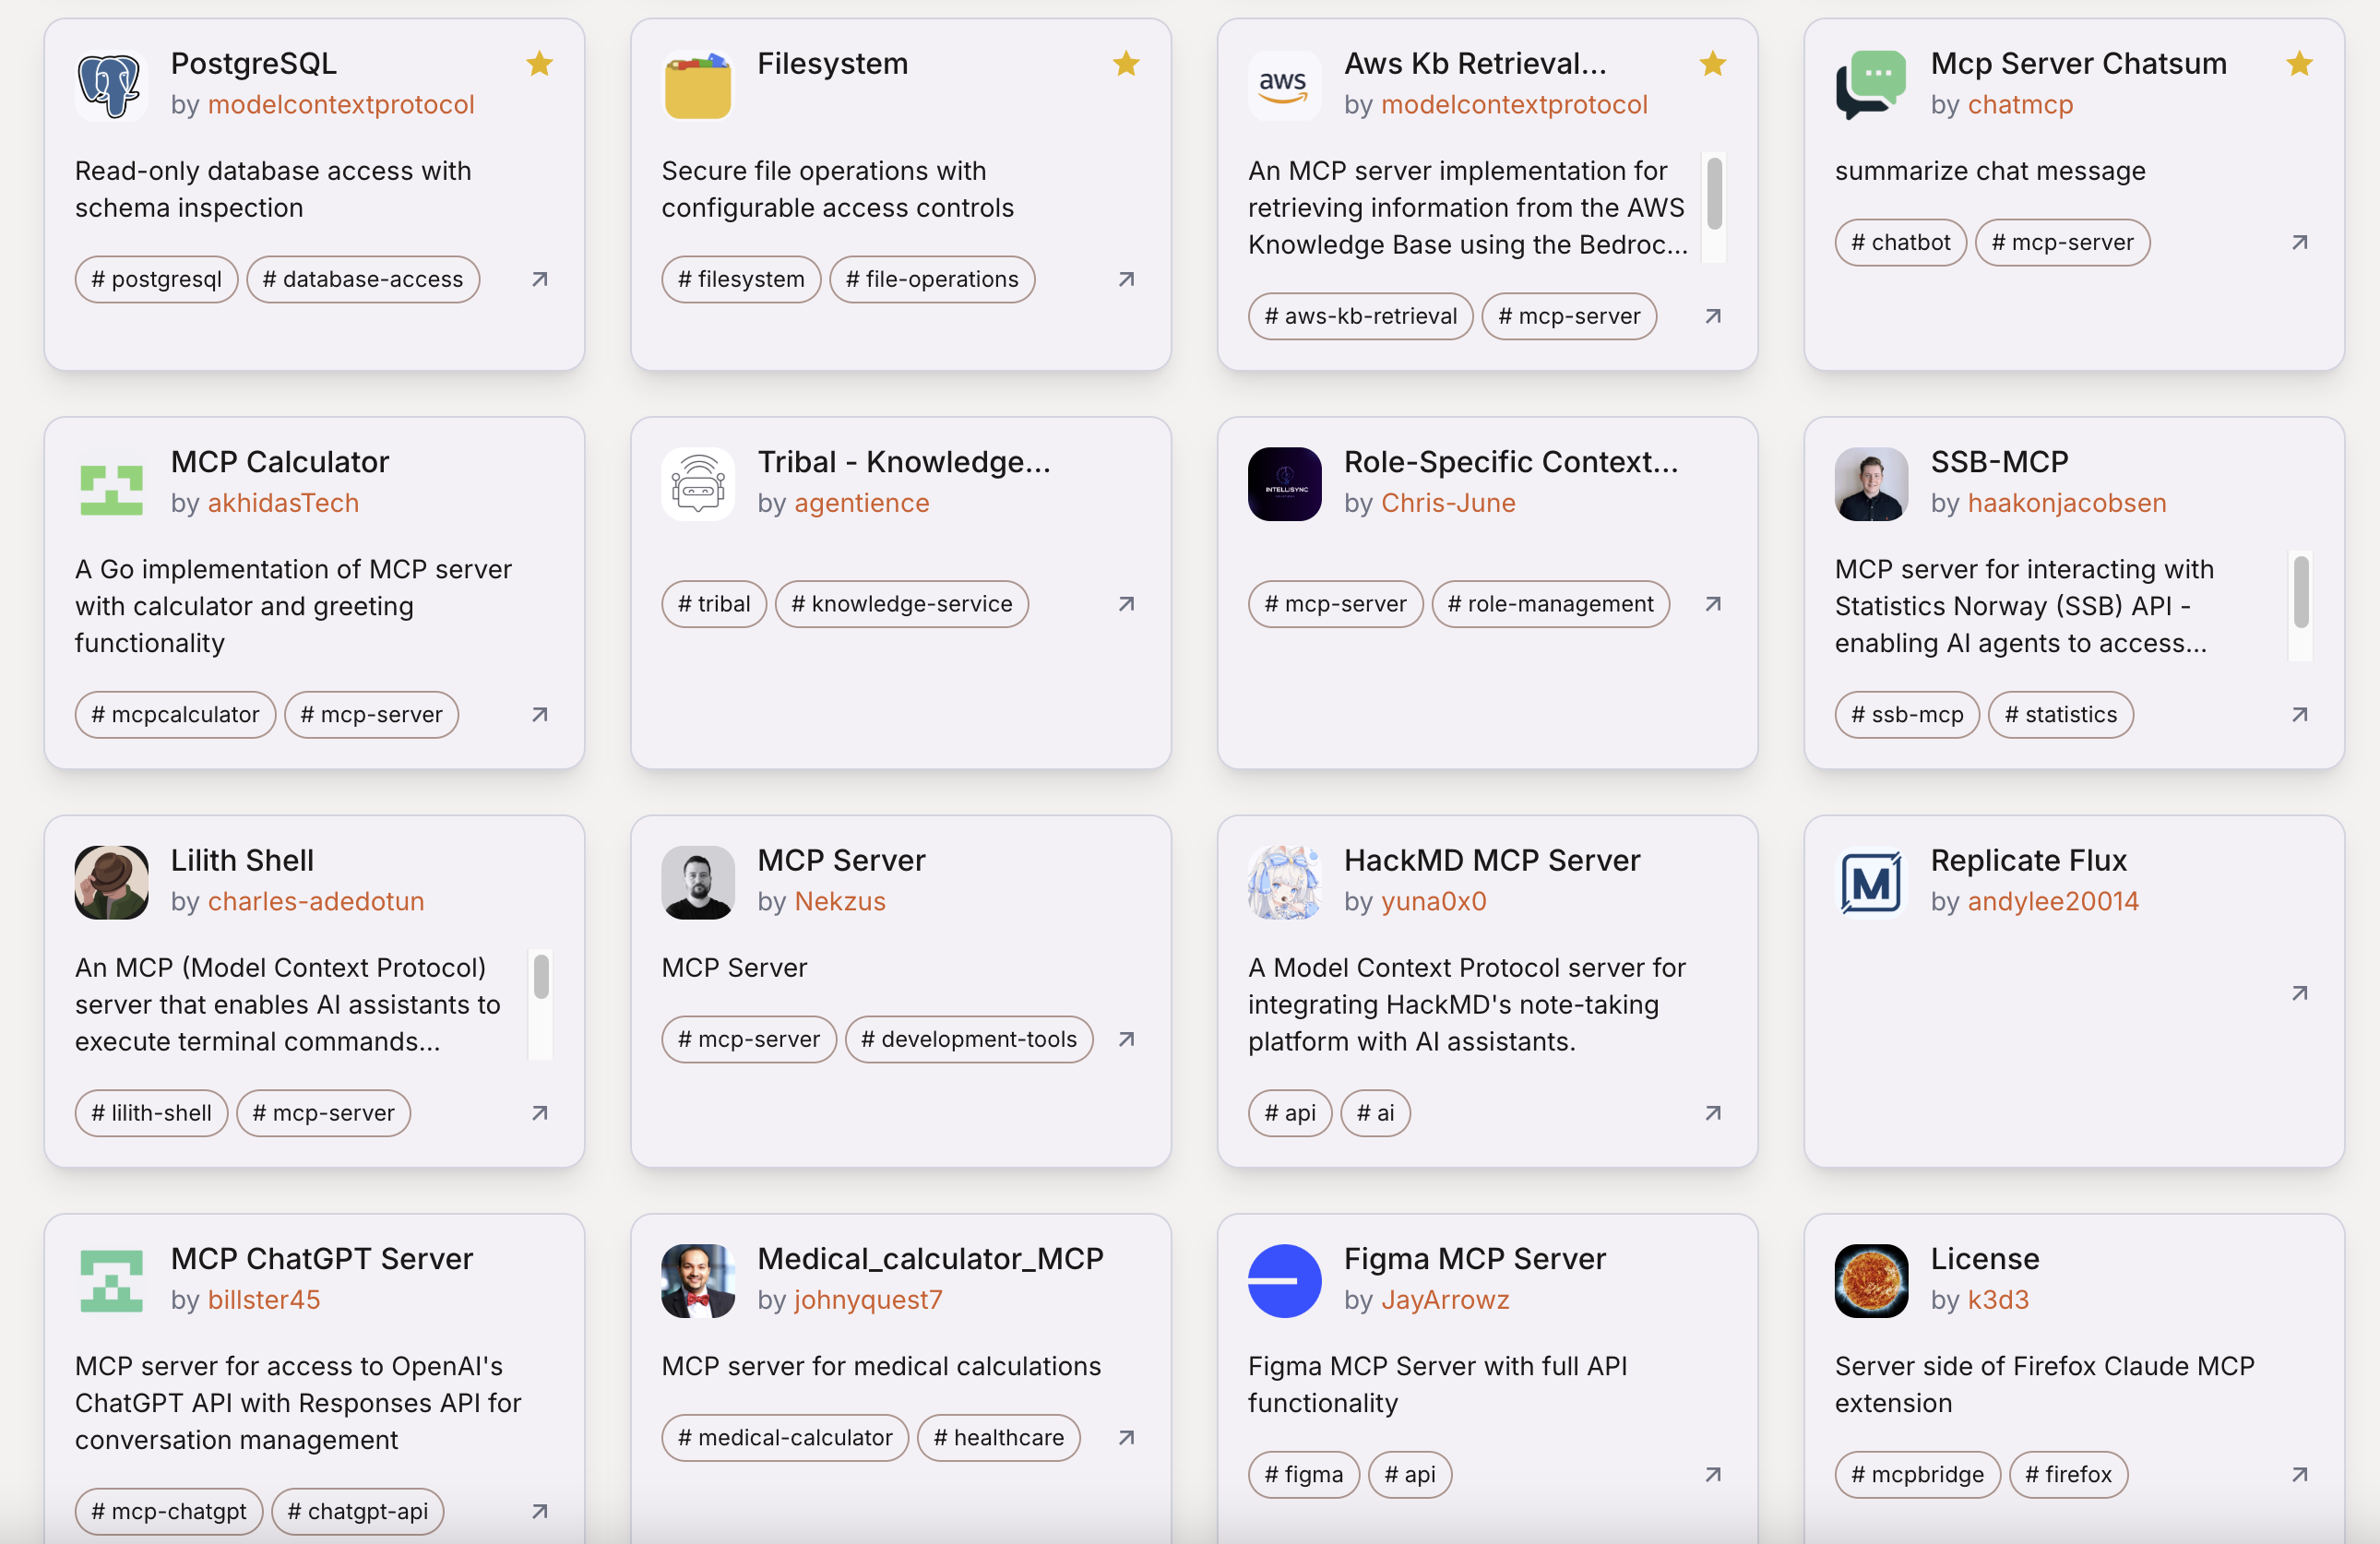 PostgreSQL
by modelcontextprotocol
Read-only database access with
schema inspection
# postgresql # database-access
Filesystem
Secure file operations with
configurable access controls
# filesystem # file-operations
aws
Aws Kb Retrieval...
by modelcontextprotocol
An MCP server implementation for
retrieving information from the AWS
Knowledge Base using the Bedroc...
# aws-kb-retrieval # mcp-server
Mcp Server Chatsum
by chatmcp
summarize chat message
# chatbot # mcp-server
MCP Calculator
by akhidasTech
A Go implementation of MCP server
with calculator and greeting
functionality
# mcpcalculator # mcp-server
Tribal - Knowledge...
by agentience
# tribal # knowledge-service
INTELLISYNC
Role-Specific Context...
by Chris-June
# mcp-server # role-management
SSB-MCP
by haakonjacobsen
MCP server for interacting with
Statistics Norway (SSB) API -
enabling AI agents to access...
# ssb-mcp # statistics
Lilith Shell
by charles-adedotun
An MCP (Model Context Protocol)
server that enables AI assistants to
execute terminal commands...
# lilith-shell # mcp-server
MCP Server
by Nekzus
MCP Server
# mcp-server # development-tools
HackMD MCP Server
by yuna0x0
A Model Context Protocol server for
integrating HackMD's note-taking
platform with AI assistants.
# api # ai
M
Replicate Flux
by andylee20014
MCP ChatGPT Server
by billster45
MCP server for access to OpenAI's
ChatGPT API with Responses API for
conversation management
# mcp-chatgpt # chatgpt-api
Medical_calculator_MCP
by johnyquest7
MCP server for medical calculations
# medical-calculator # healthcare
Figma MCP Server
by JayArrowz
Figma MCP Server with full API
functionality
# figma # api
License
by k3d3
Server side of Firefox Claude MCP
extension
# mcpbridge # firefox